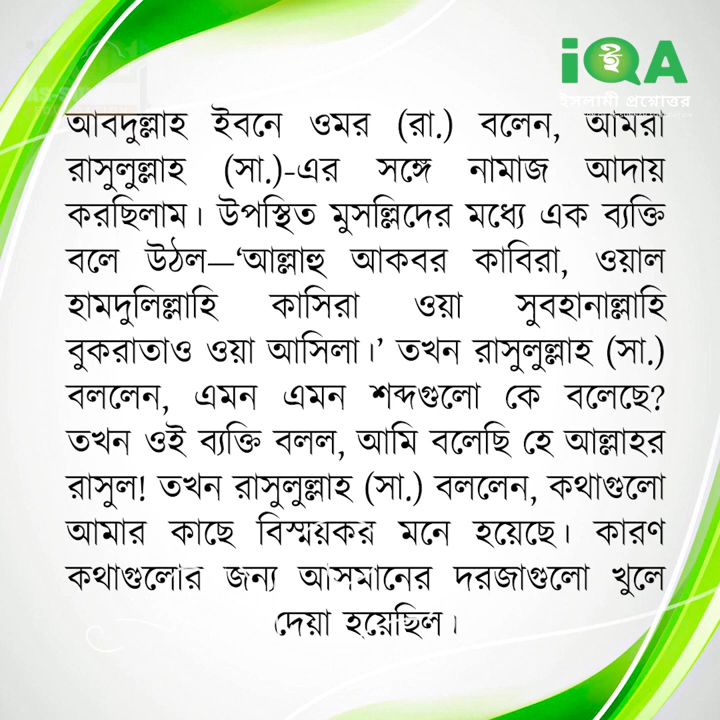 iQA
ই
ইসলামী প্রশ্নোত্তর
আবদুল্লাহ ইবনে ওমর (রা.) বলেন, আমরা
রাসুলুল্লাহ (সা.)-এর সঙ্গে নামাজ আদায়
করছিলাম। উপস্থিত মুসল্লিদের মধ্যে এক ব্যক্তি
বলে উঠল—‘আল্লাহু আকবর কাবিরা, ওয়াল
হামদুলিল্লাহি কাসিরা ওয়া সুবহানাল্লাহি
বুকরাতাও ওয়া আসিলা।’ তখন রাসুলুল্লাহ (সা.)
বললেন, এমন এমন শব্দগুলো কে বলেছে?
তখন ওই ব্যক্তি বলল, আমি বলেছি হে আল্লাহর
রাসুল! তখন রাসুলুল্লাহ (সা.) বললেন, কথাগুলো
আমার কাছে বিস্ময়কর মনে হয়েছে। কারণ
কথাগুলোর জন্য আসমানের দরজাগুলো খুলে
দেয়া হয়েছিল।